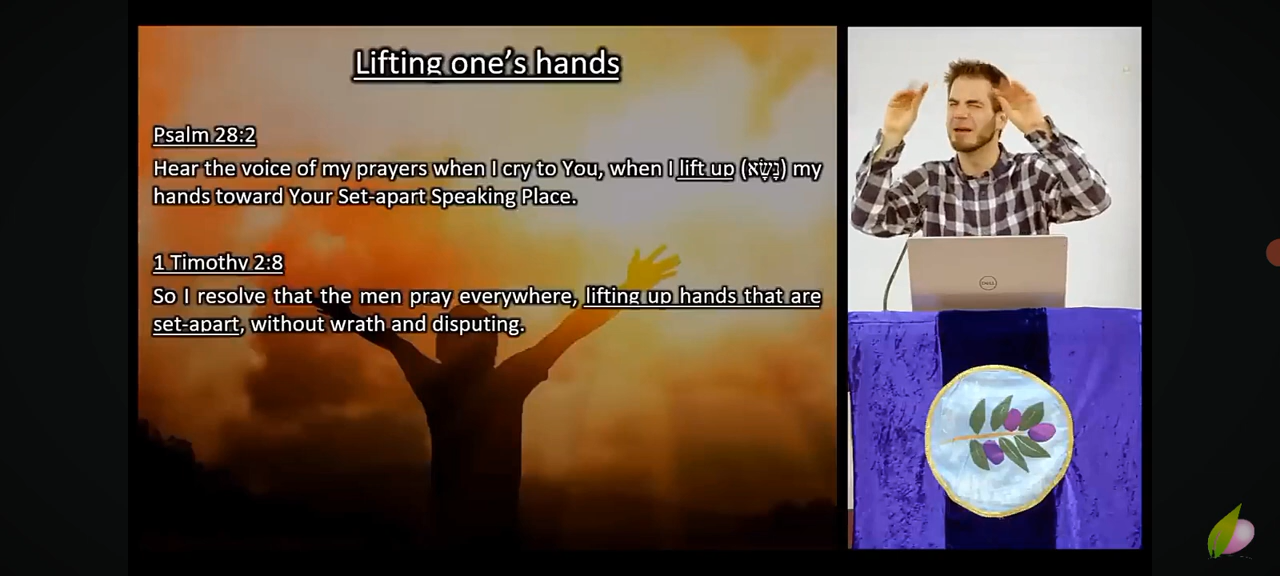 Lifting one's hands
Psalm 28:2
Hear the voice of my prayers when I cry to You, when I lift up (נָשָׂא) my
hands toward Your Set-apart Speaking Place.
1 Timothy 2:8
So I resolve that the men pray everywhere, lifting up hands that are
set-apart, without wrath and disputing.
DELL